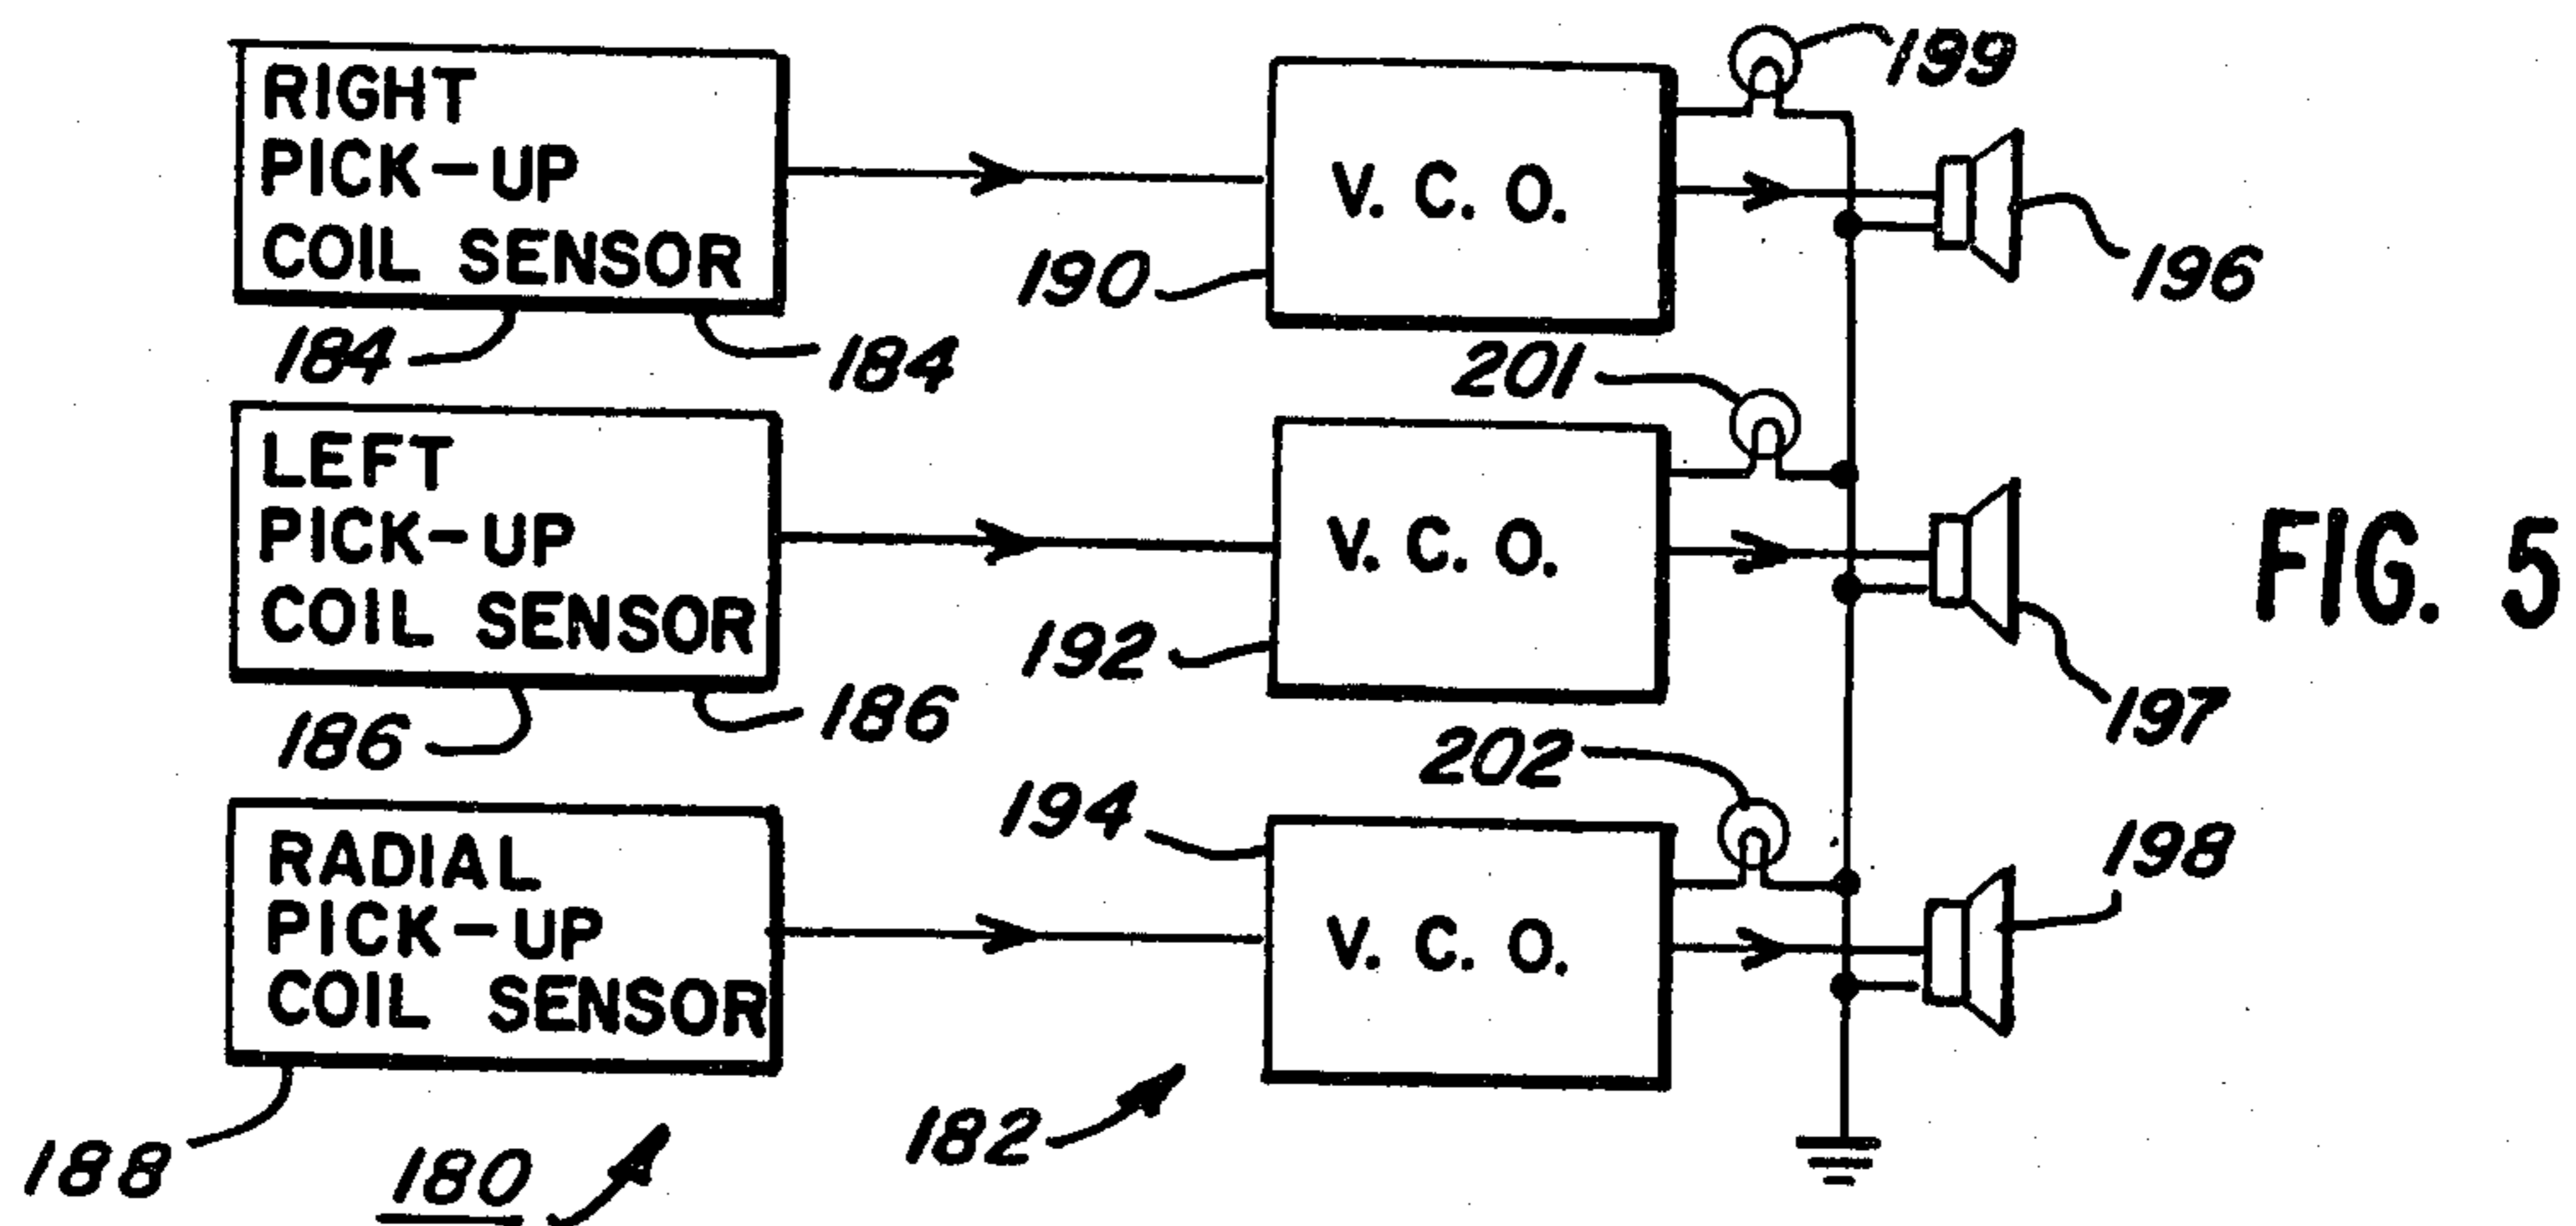 RIGHT
PICK-UP
COIL SENSOR
184
184
V. C. O.
190
199
196
LEFT
PICK-UP
COIL SENSOR
186
186
V. C. O.
192
201
197
FIG. 5
RADIAL
PICK-UP
COIL SENSOR
188
180
V. C. O.
194
182
202
198